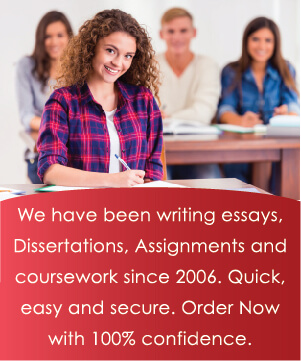 We have been writing essays,
Dissertations, Assignments and
coursework since 2006. Quick,
easy and secure. Order Now
with 100% confidence.